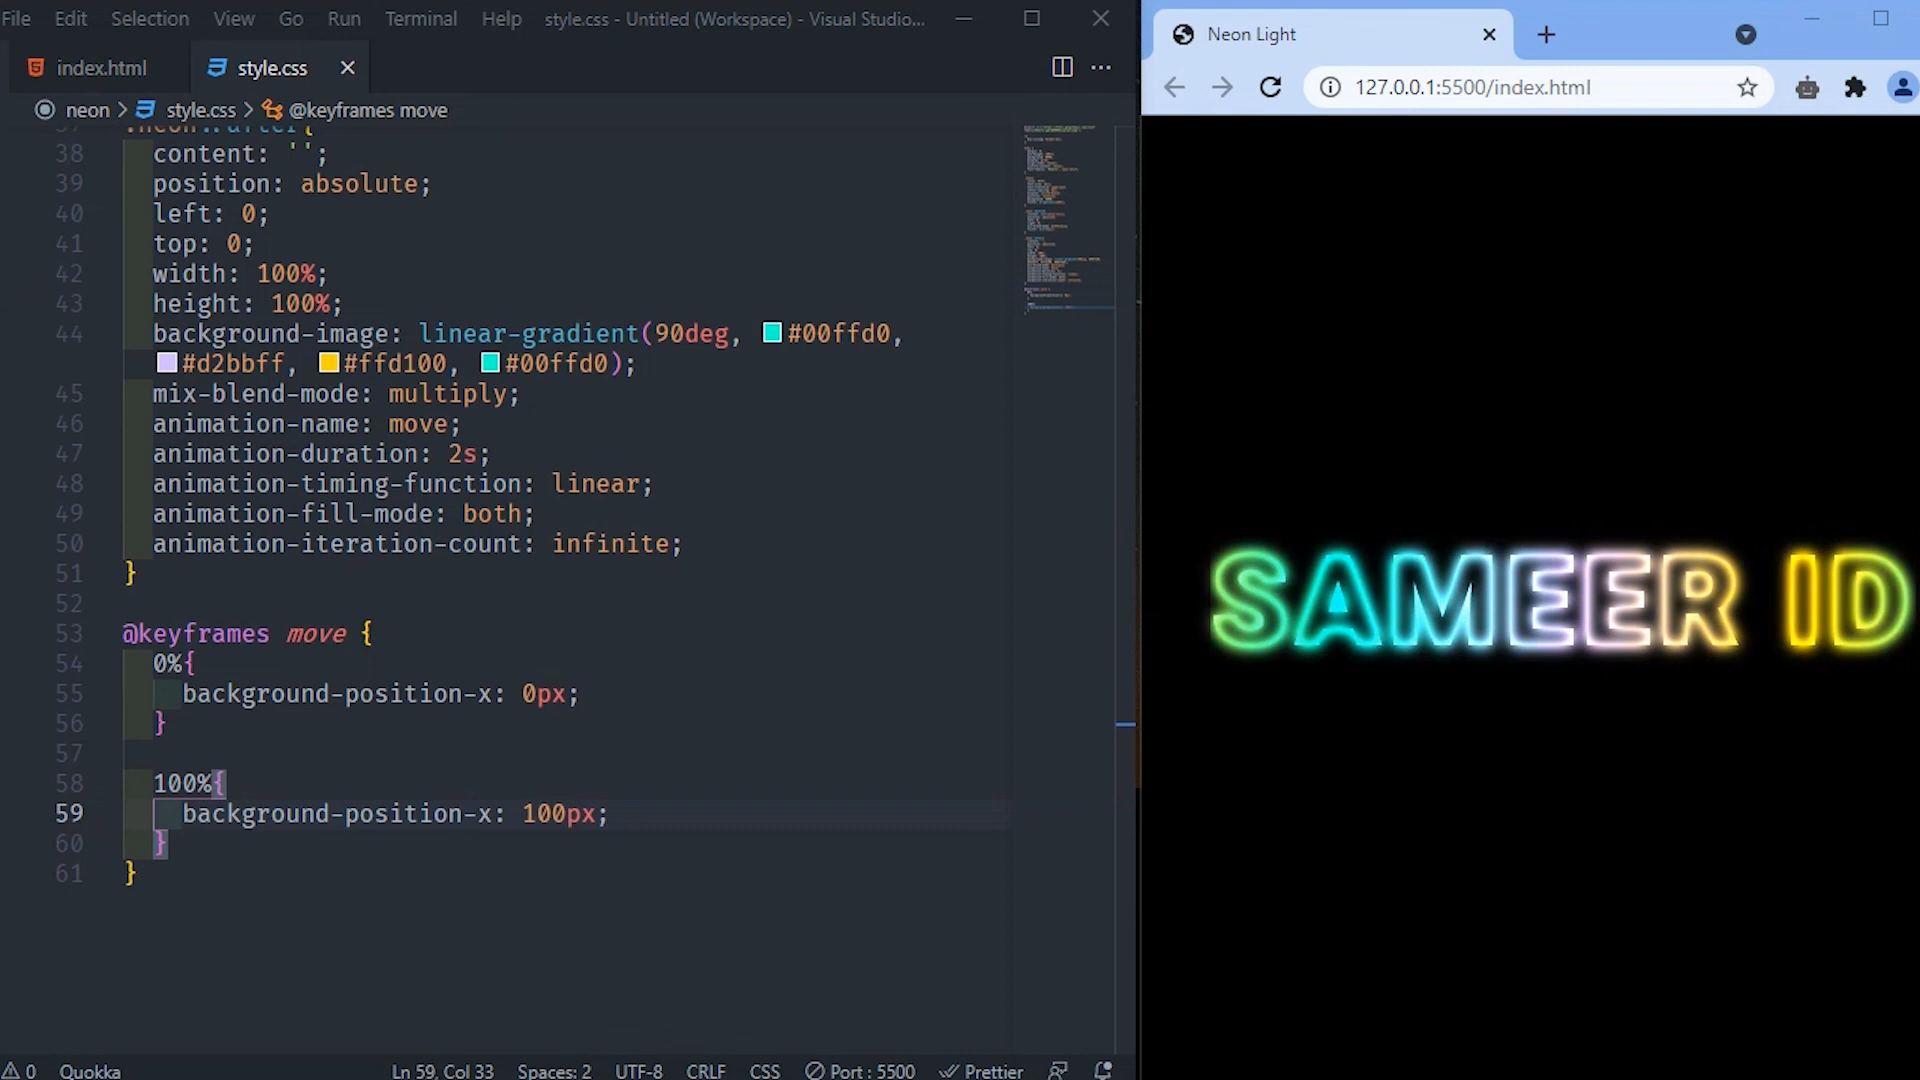 File Edit Selection View Go Run Terminal Help style.css - Untitled (Workspace) - Visual Studio...
Neon Light
index.html style.css
127.0.0.1:5500/index.html
neon > style.css > @keyframes move
37 .neon::after{
38 content: '';
39 position: absolute;
40 left: 0;
41 top: 0;
42 width: 100%;
43 height: 100%;
44 background-image: linear-gradient(90deg, #00ffd0,
#d2bbff, #ffd100, #00ffd0);
45 mix-blend-mode: multiply;
46 animation-name: move;
47 animation-duration: 2s;
48 animation-timing-function: linear;
49 animation-fill-mode: both;
50 animation-iteration-count: infinite;
51 }
52
53 @keyframes move {
54 0%{
55 background-position-x: 0px;
56 }
57
58 100%{
59 background-position-x: 100px;
60 }
61 }
SAMEER ID
0 Quokka Ln 59, Col 33 Spaces: 2 UTF-8 CRLF CSS Port : 5500 Prettier